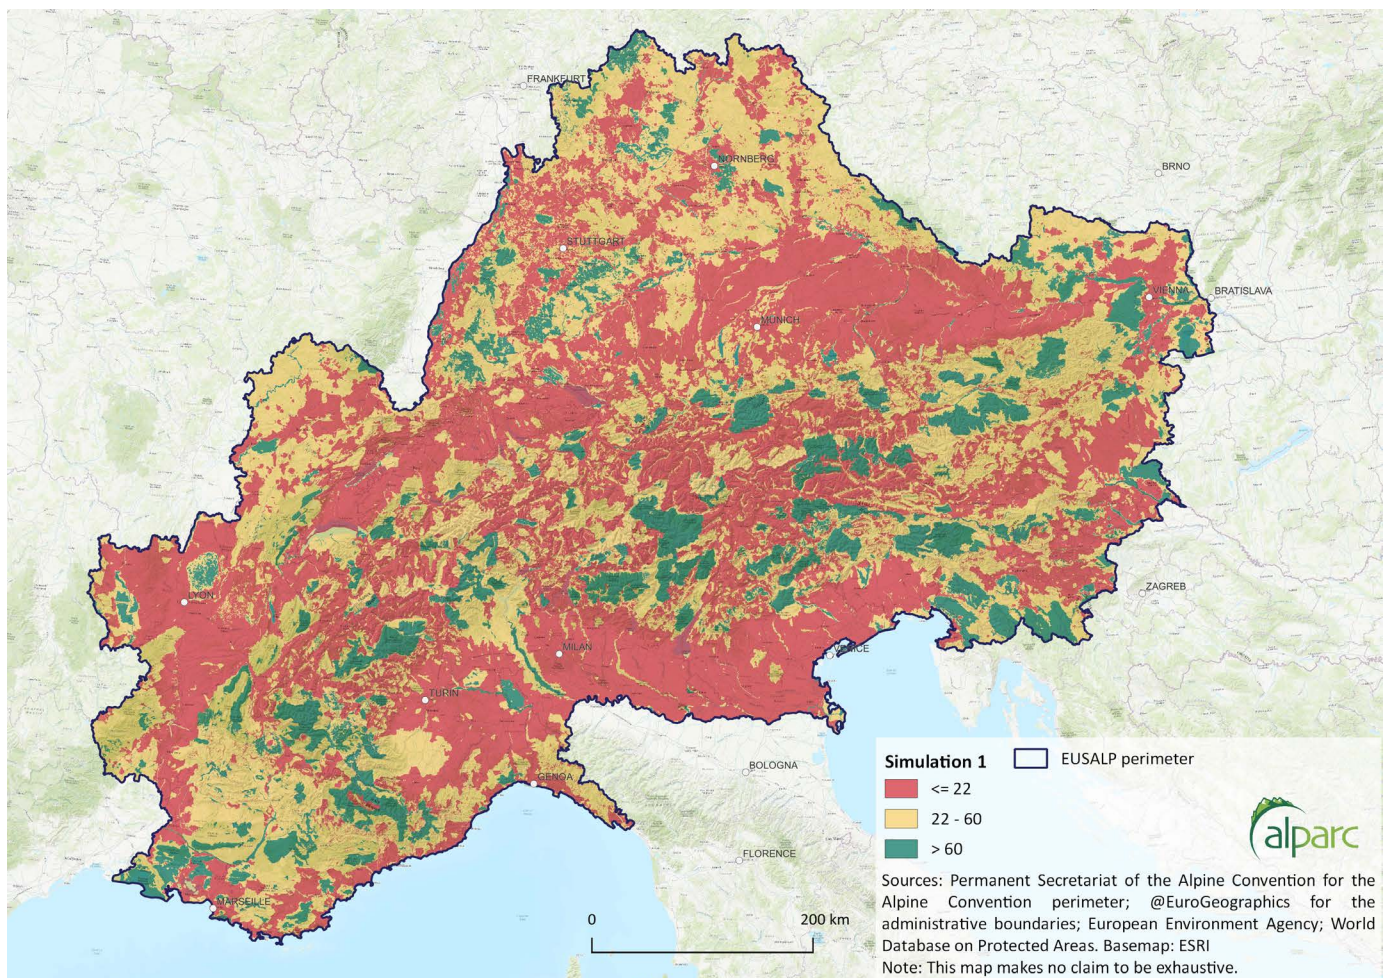 FRANKFURT
NÜRNBERG
BRNO
STUTTGART
VIENNA
BRATISLAVA
MUNICH
ZAGREB
LYON
MILAN
VENICE
TURIN
GENOA
BOLOGNA
FLORENCE
MARSEILLE
Simulation 1
EUSALP perimeter
<= 22
22 - 60
> 60
alparc
0
200 km
Sources: Permanent Secretariat of the Alpine Convention for the
Alpine Convention perimeter; @EuroGeographics for the
administrative boundaries; European Environment Agency; World
Database on Protected Areas. Basemap: ESRI
Note: This map makes no claim to be exhaustive.